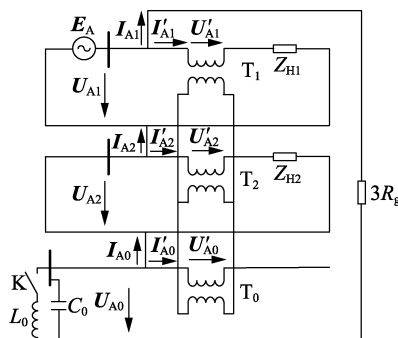 E_A
I_A1
I′_A1
U′_A1
T_1
Z_H1
U_A1
I_A2
I′_A2
U′_A2
T_2
Z_H2
U_A2
3R_g
I_A0
I′_A0
U′_A0
T_0
K
L_0
C_0
U_A0